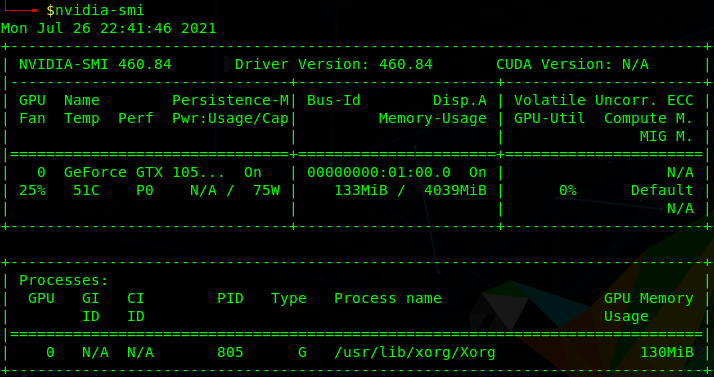 $nvidia-smi
Mon Jul 26 22:41:46 2021
+-----------------------------------------------------------------------------+
| NVIDIA-SMI 460.84       Driver Version: 460.84       CUDA Version: N/A      |
|-------------------------------+----------------------+----------------------+
| GPU  Name        Persistence-M| Bus-Id        Disp.A | Volatile Uncorr. ECC |
| Fan  Temp  Perf  Pwr:Usage/Cap|         Memory-Usage | GPU-Util  Compute M. |
|                               |                      |               MIG M. |
|===============================+======================+======================|
|   0  GeForce GTX 105...  On   | 00000000:01:00.0  On |                  N/A |
| 25%   51C    P0    N/A /  75W |    133MiB /  4039MiB |      0%      Default |
|                               |                      |                  N/A |
+-------------------------------+----------------------+----------------------+
+-----------------------------------------------------------------------------+
| Processes:                                                                  |
|  GPU   GI   CI        PID   Type   Process name                  GPU Memory |
|        ID   ID                                                   Usage      |
|=============================================================================|
|    0   N/A  N/A       805      G   /usr/lib/xorg/Xorg                130MiB |
+-----------------------------------------------------------------------------+